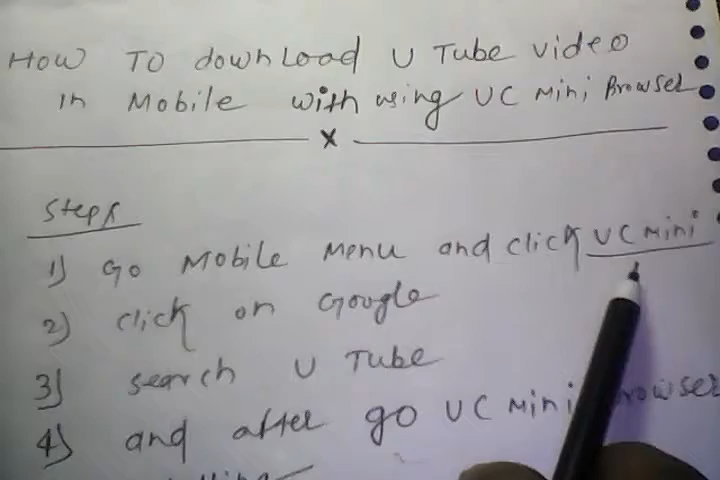 How To download U Tube video
in Mobile with using UC Mini Browser
x
Steps
1) Go Mobile Menu and click UC Mini
2) click on Google
3) search U Tube
4) and after go UC Mini Browser